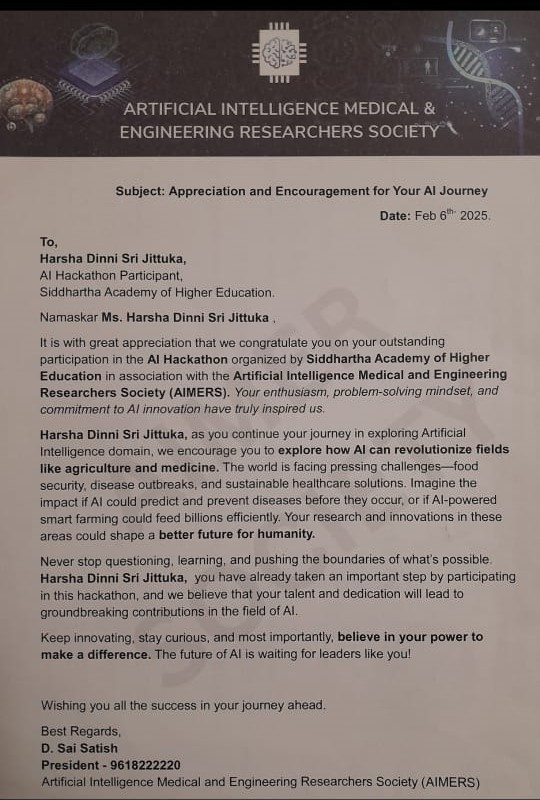 ARTIFICIAL INTELLIGENCE MEDICAL &
ENGINEERING RESEARCHERS SOCIETY
Subject: Appreciation and Encouragement for Your AI Journey
Date: Feb 6th, 2025.
To,
Harsha Dinni Sri Jittuka,
AI Hackathon Participant,
Siddhartha Academy of Higher Education.
Namaskar Ms. Harsha Dinni Sri Jittuka ,
It is with great appreciation that we congratulate you on your outstanding
participation in the AI Hackathon organized by Siddhartha Academy of Higher
Education in association with the Artificial Intelligence Medical and Engineering
Researchers Society (AIMERS). Your enthusiasm, problem-solving mindset, and
commitment to AI innovation have truly inspired us.
Harsha Dinni Sri Jittuka, as you continue your journey in exploring Artificial
Intelligence domain, we encourage you to explore how AI can revolutionize fields
like agriculture and medicine. The world is facing pressing challenges—food
security, disease outbreaks, and sustainable healthcare solutions. Imagine the
impact if AI could predict and prevent diseases before they occur, or if AI-powered
smart farming could feed billions efficiently. Your research and innovations in these
areas could shape a better future for humanity.
Never stop questioning, learning, and pushing the boundaries of what's possible.
Harsha Dinni Sri Jittuka, you have already taken an important step by participating
in this hackathon, and we believe that your talent and dedication will lead to
groundbreaking contributions in the field of AI.
Keep innovating, stay curious, and most importantly, believe in your power to
make a difference. The future of AI is waiting for leaders like you!
Wishing you all the success in your journey ahead.
Best Regards,
D. Sai Satish
President - 9618222220
Artificial Intelligence Medical and Engineering Researchers Society (AIMERS)